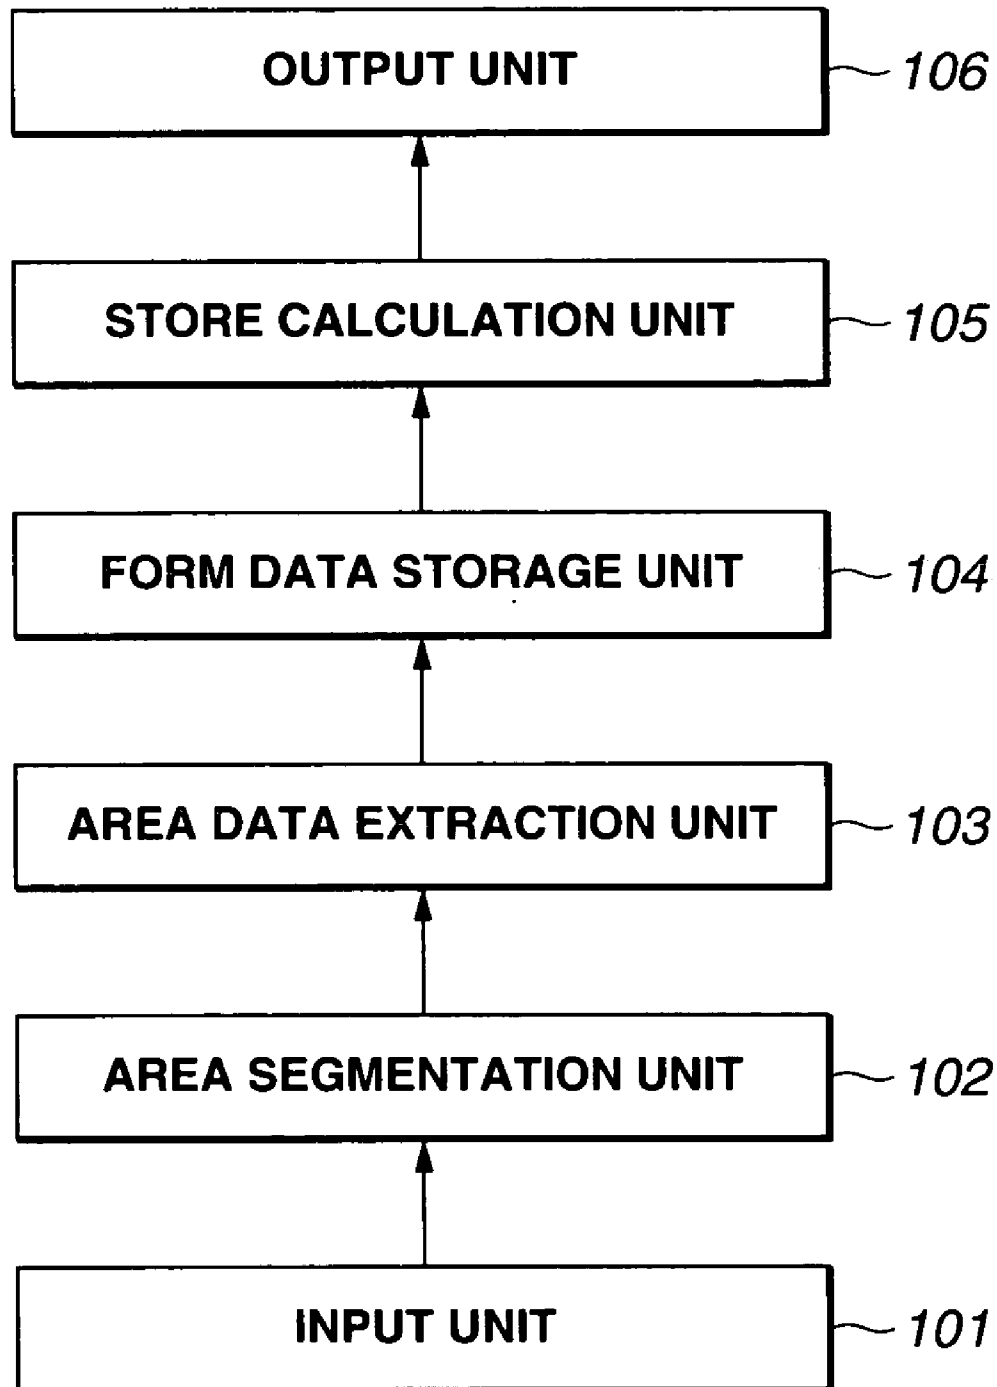 OUTPUT UNIT 106
STORE CALCULATION UNIT 105
FORM DATA STORAGE UNIT 104
AREA DATA EXTRACTION UNIT 103
AREA SEGMENTATION UNIT 102
INPUT UNIT 101